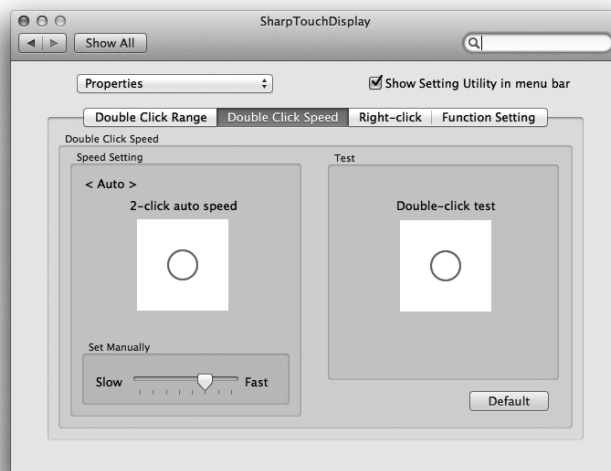 SharpTouchDisplay
Show All
Properties
Show Setting Utility in menu bar
Double Click Range Double Click Speed Right-click Function Setting
Double Click Speed
Speed Setting
Test
< Auto >
2-click auto speed
Double-click test
Set Manually
Slow Fast
Default